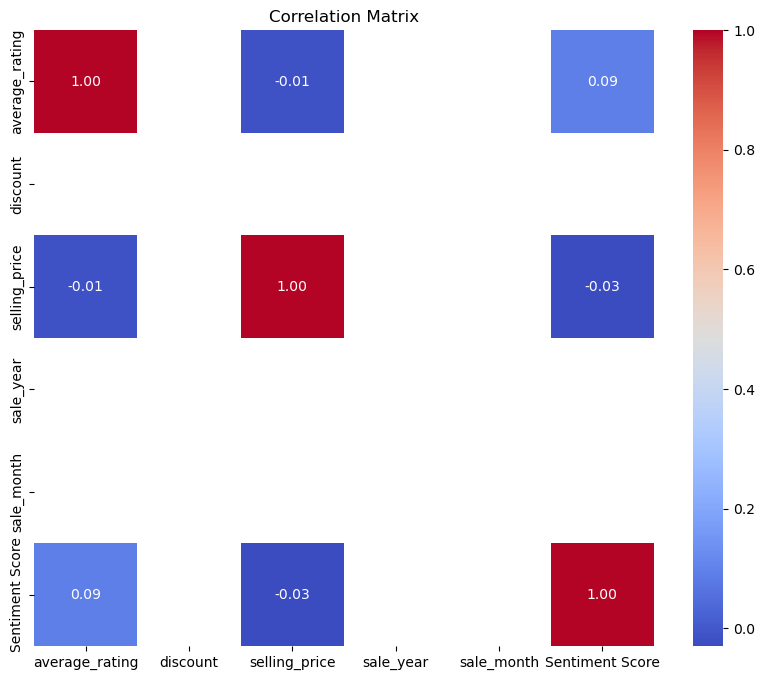 Correlation Matrix
average_rating
1.00
-0.01
0.09
discount
selling_price
-0.01
1.00
-0.03
sale_year
sale_month
Sentiment Score
0.09
-0.03
1.00
average_rating
discount
selling_price
sale_year
sale_month
Sentiment Score
1.0
0.8
0.6
0.4
0.2
0.0